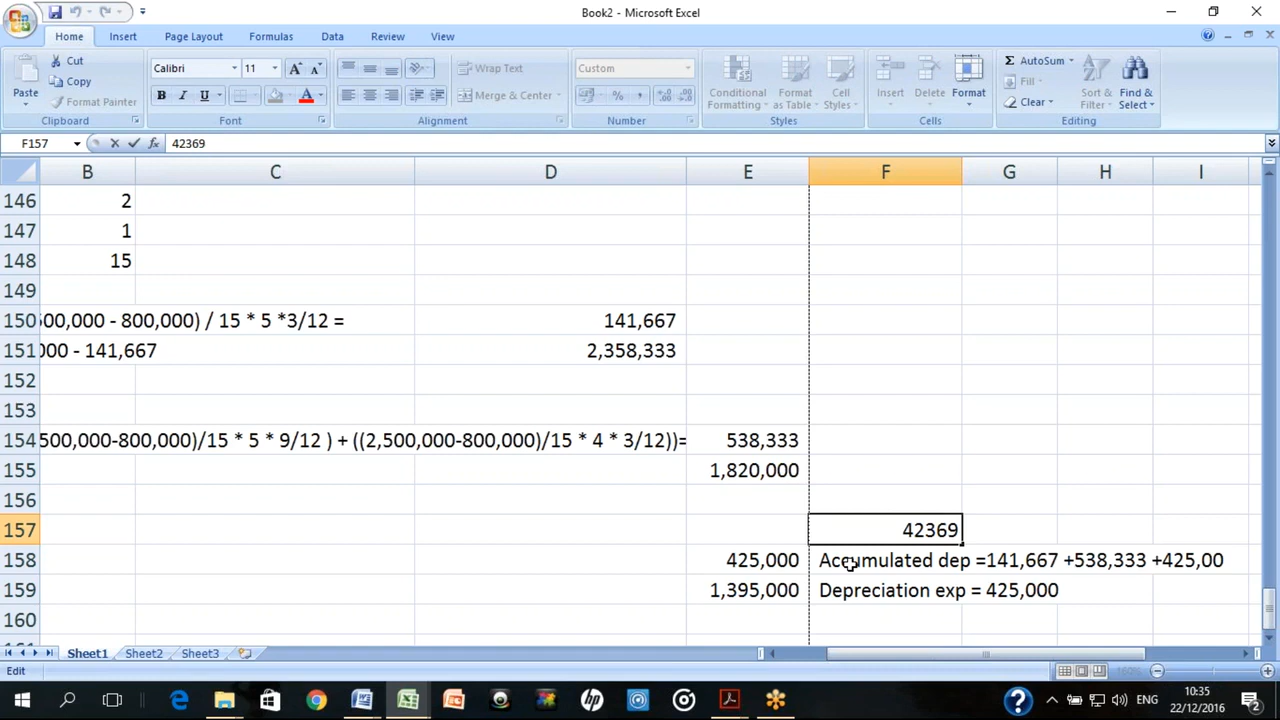 Book2 - Microsoft Excel
Home Insert Page Layout Formulas Data Review View
Paste
Cut
Copy
Format Painter
Clipboard
Calibri 11
Font
Wrap Text
Merge & Center
Alignment
Custom
Number
Conditional Formatting
Format as Table
Cell Styles
Styles
Insert
Delete
Format
Cells
AutoSum
Fill
Clear
Sort & Filter
Find & Select
Editing
F157 42369
B C D E F G H I
146 2
147 1
148 15
149
150 500,000 - 800,000) / 15 * 5 *3/12 = 141,667
151 000 - 141,667 2,358,333
152
153
154 500,000-800,000)/15 * 5 * 9/12 ) + ((2,500,000-800,000)/15 * 4 * 3/12))= 538,333
155 1,820,000
156
157 42369
158 425,000 Accumulated dep =141,667 +538,333 +425,00
159 1,395,000 Depreciation exp = 425,000
160
Sheet1 Sheet2 Sheet3
Edit 160%
ENG 10:35
22/12/2016